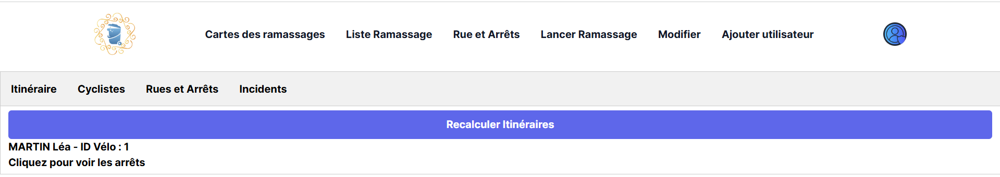 Cartes des ramassages Liste Ramassage Rue et Arrêts Lancer Ramassage Modifier Ajouter utilisateur
Itinéraire Cyclistes Rues et Arrêts Incidents
Recalculer Itinéraires
MARTIN Léa - ID Vélo : 1
Cliquez pour voir les arrêts